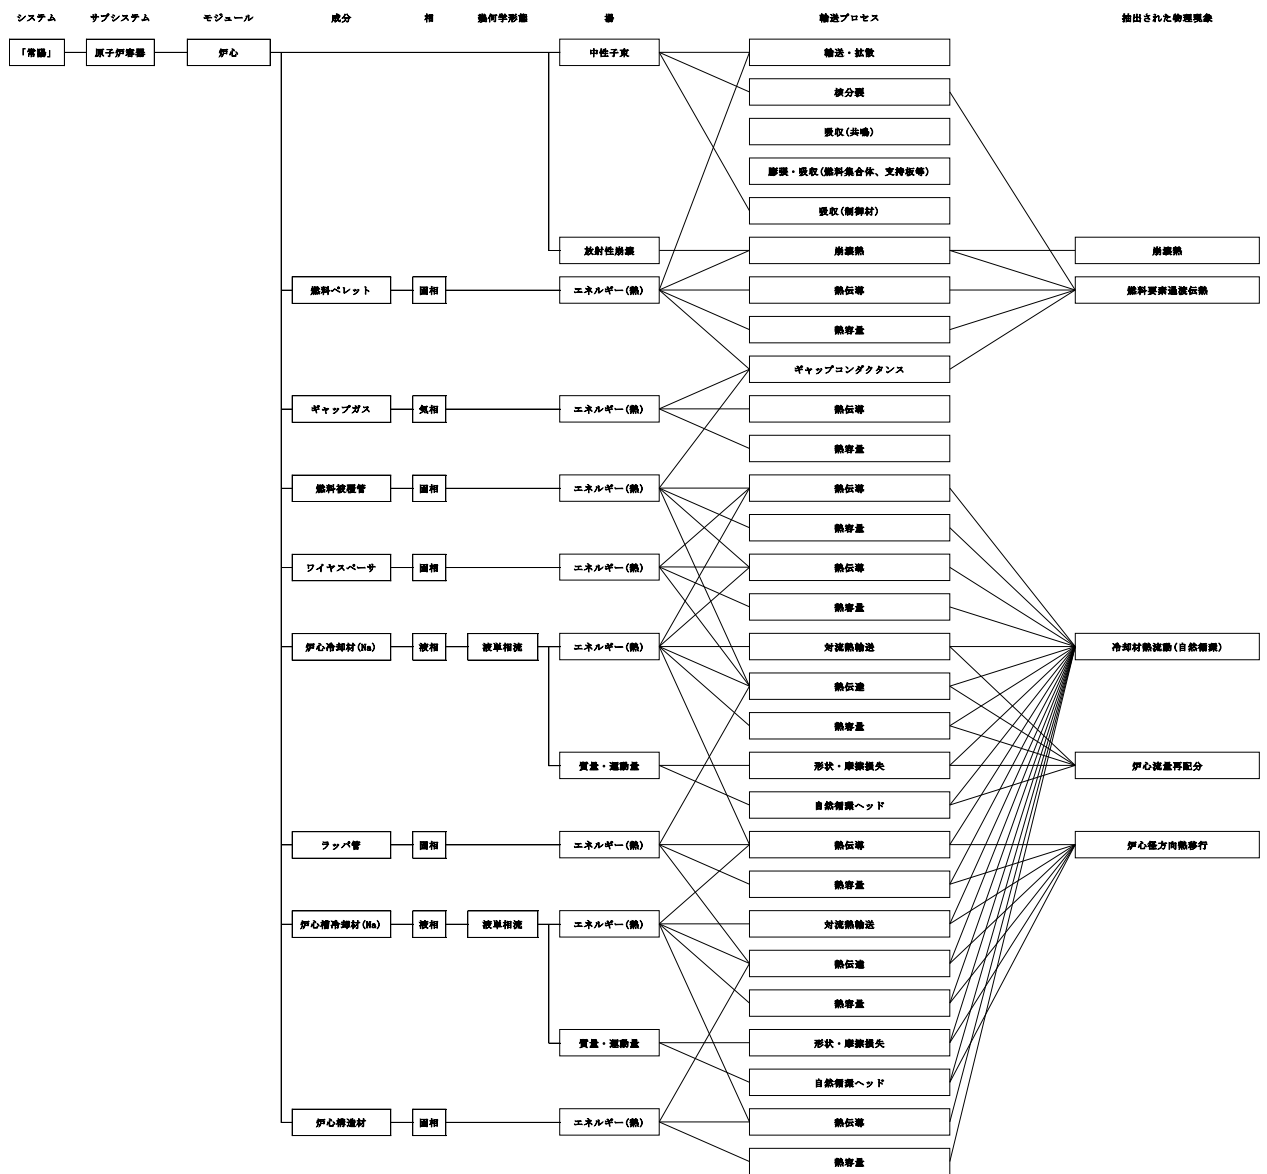 システム サブシステム モジュール 成分 相 幾何学形態 場 輸送プロセス 抽出された物理現象
「常陽」 原子炉容器 炉心 中性子束 輸送・拡散
核分裂
吸収(共鳴)
膨張・吸収(燃料集合体、支持板等)
吸収(制御材)
放射性崩壊 崩壊熱 崩壊熱
燃料ペレット 固相 エネルギー(熱) 熱伝導 燃料要素過渡伝熱
熱容量
ギャップコンダクタンス
ギャップガス 気相 エネルギー(熱) 熱伝導
熱容量
燃料被覆管 固相 エネルギー(熱) 熱伝導
熱容量
ワイヤスペーサ 固相 エネルギー(熱) 熱伝導
熱容量
炉心冷却材(Na) 液相 液単相流 エネルギー(熱) 対流熱輸送 冷却材熱流動(自然循環)
熱伝達
熱容量
質量・運動量 形状・摩擦損失 炉心流量再配分
自然循環ヘッド
ラッパ管 固相 エネルギー(熱) 熱伝導 炉心径方向熱移行
熱容量
炉心槽冷却材(Na) 液相 液単相流 エネルギー(熱) 対流熱輸送
熱伝達
熱容量
質量・運動量 形状・摩擦損失
自然循環ヘッド
炉心構造材 固相 エネルギー(熱) 熱伝導
熱容量